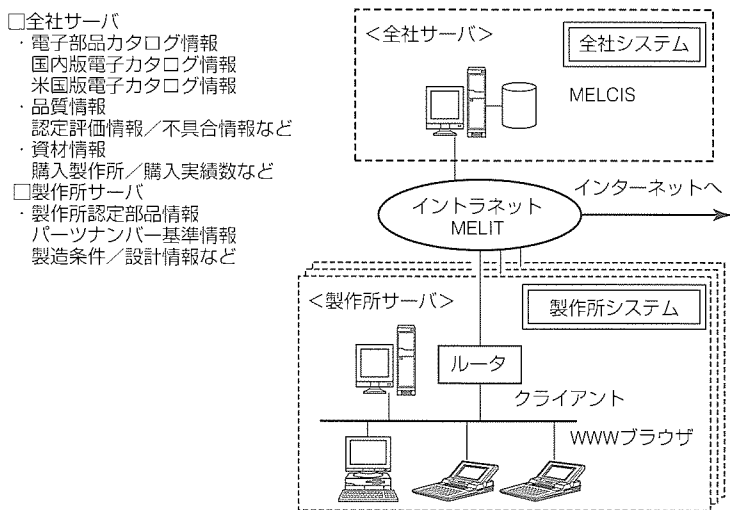 □全社サーバ
・電子部品カタログ情報
国内版電子カタログ情報
米国版電子カタログ情報
・品質情報
認定評価情報／不具合情報など
・資材情報
購入製作所／購入実績数など
□製作所サーバ
・製作所認定部品情報
パーツナンバー基準情報
製造条件／設計情報など
＜全社サーバ＞
全社システム
MELCIS
イントラネット
MELIT
インターネットへ
＜製作所サーバ＞
製作所システム
ルータ
クライアント
WWWブラウザ